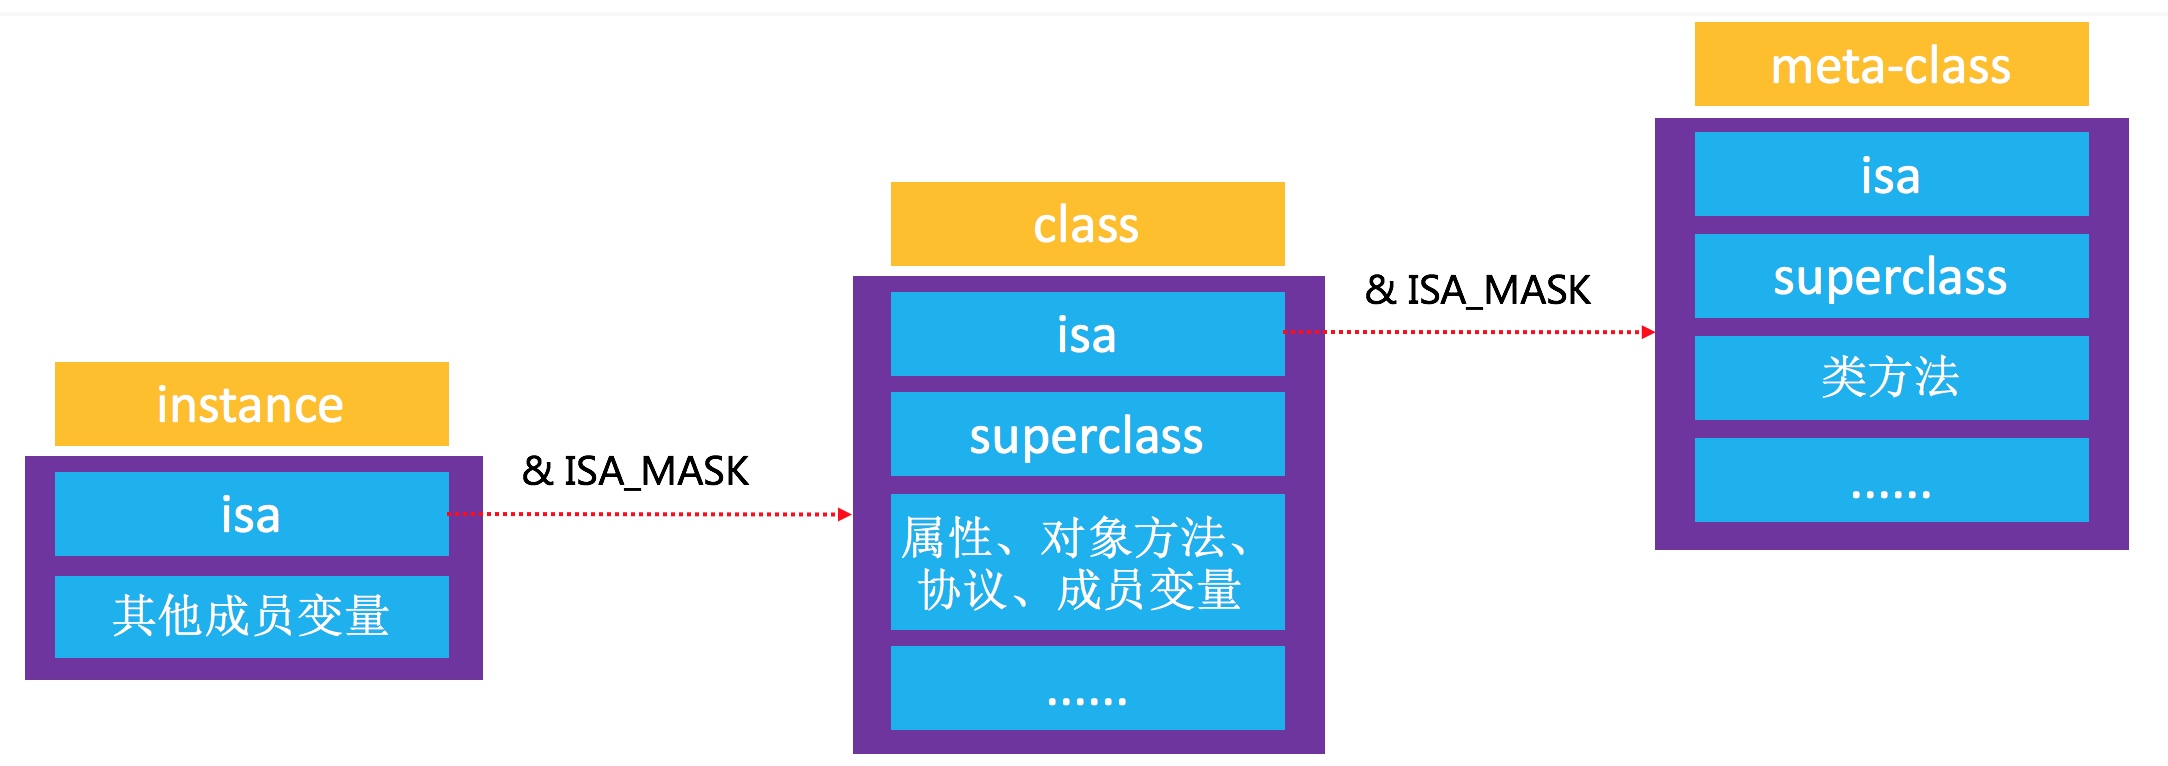 instance
isa
其他成员变量
& ISA_MASK
class
isa
superclass
属性、对象方法、
协议、成员变量
......
& ISA_MASK
meta-class
isa
superclass
类方法
......